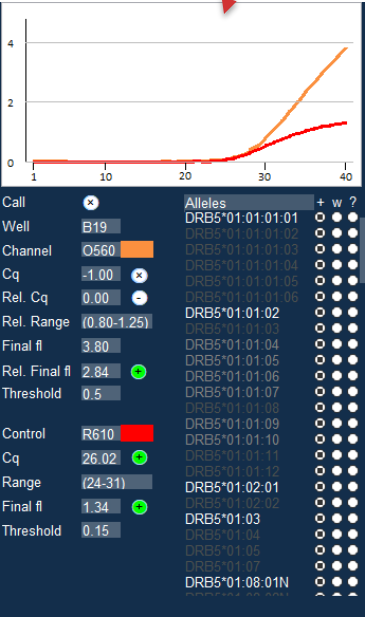 4
2
0
1 10 20 30 40
Call
Well B19
Channel O560
Cq -1.00
Rel. Cq 0.00
Rel. Range (0.80-1.25)
Final fl 3.80
Rel. Final fl 2.84
Threshold 0.5
Control R610
Cq 26.02
Range (24-31)
Final fl 1.34
Threshold 0.15
Alleles + w ?
DRB5*01:01:01:01
DRB5*01:01:01:02
DRB5*01:01:01:03
DRB5*01:01:01:04
DRB5*01:01:01:05
DRB5*01:01:01:06
DRB5*01:01:02
DRB5*01:01:03
DRB5*01:01:04
DRB5*01:01:05
DRB5*01:01:06
DRB5*01:01:07
DRB5*01:01:08
DRB5*01:01:09
DRB5*01:01:10
DRB5*01:01:11
DRB5*01:01:12
DRB5*01:02:01
DRB5*01:02:02
DRB5*01:03
DRB5*01:04
DRB5*01:05
DRB5*01:07
DRB5*01:08:01N